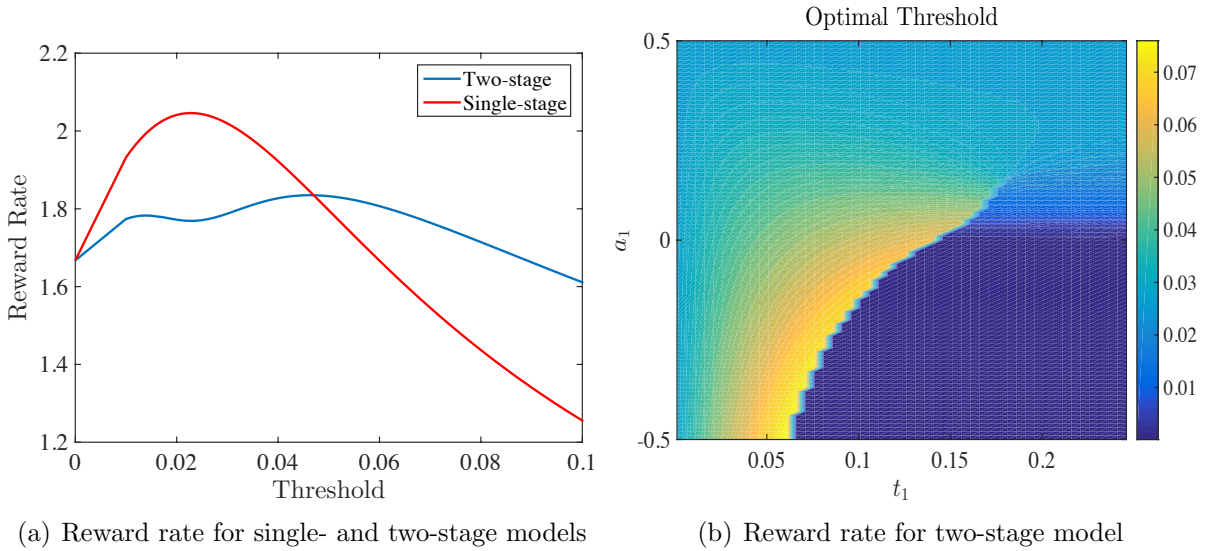 2.2
2
1.8
1.6
1.4
1.2
Reward Rate
Two-stage
Single-stage
0 0.02 0.04 0.06 0.08 0.1
Threshold
(a) Reward rate for single- and two-stage models
Optimal Threshold
0.5
0
-0.5
a₁
0.05 0.1 0.15 0.2
t₁
0.07
0.06
0.05
0.04
0.03
0.02
0.01
(b) Reward rate for two-stage model